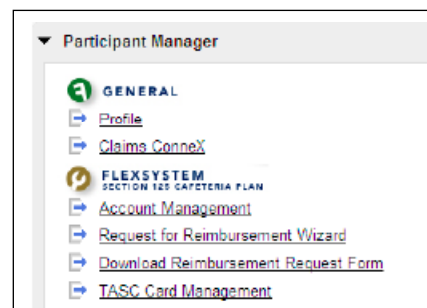 Participant Manager
GENERAL
Profile
Claims ConneX
FLEXSYSTEM
SECTION 125 CAFETERIA PLAN
Account Management
Request for Reimbursement Wizard
Download Reimbursement Request Form
TASC Card Management